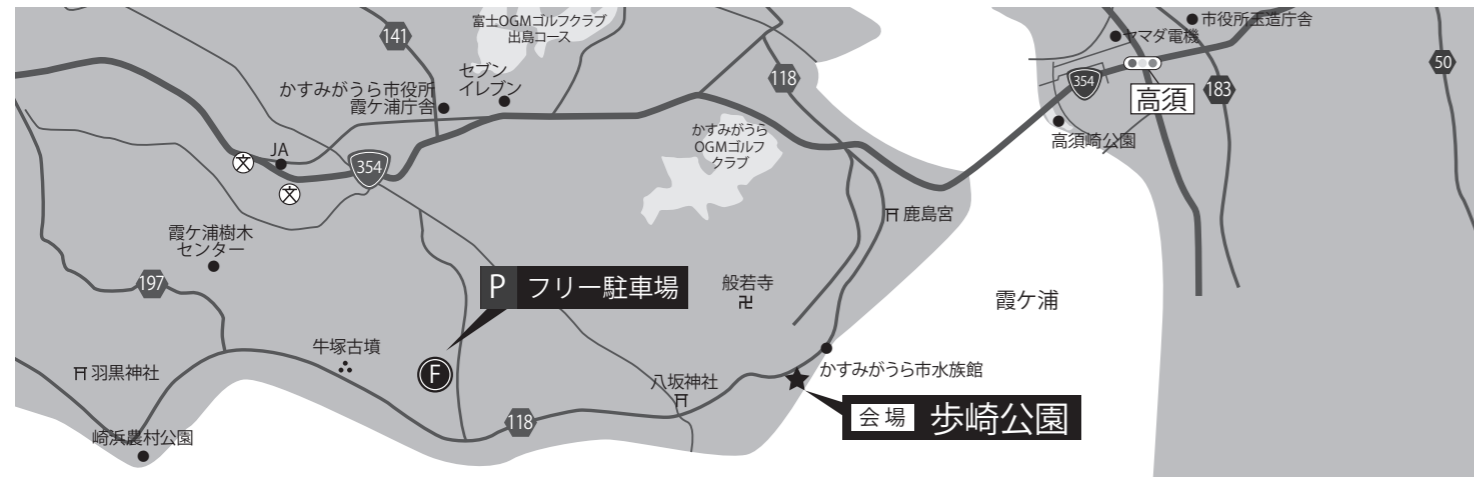 富士OGMゴルフクラブ
出島コース
141
市役所玉造庁舎
ヤマダ電機
セブン
イレブン
かすみがうら市役所
霞ケ浦庁舎
118
354
50
183
高須
かすみがうら
OGMゴルフ
クラブ
高須崎公園
JA
文
文
354
鹿島宮
霞ケ浦樹木
センター
197
P フリー駐車場
般若寺
卍
霞ケ浦
牛塚古墳
F
羽黒神社
八坂神社
かすみがうら市水族館
会場 歩崎公園
118
崎浜農村公園